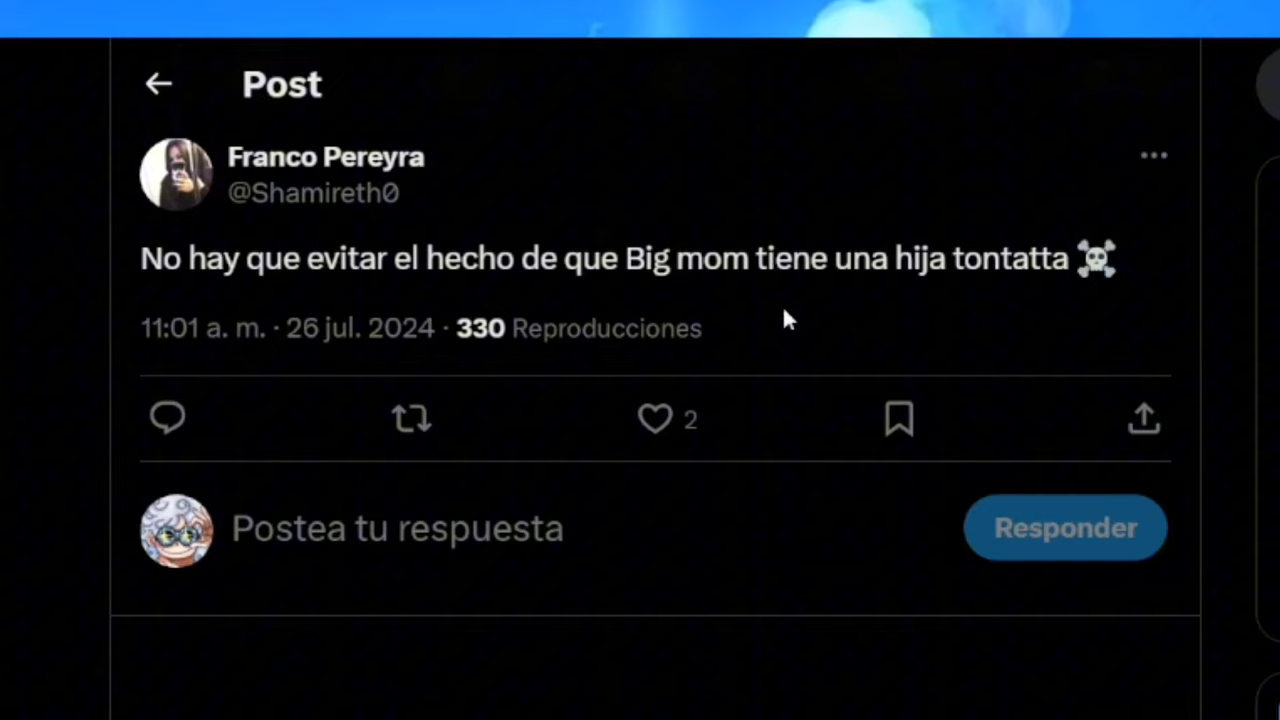 Post
Franco Pereyra
@Shamireth0
No hay que evitar el hecho de que Big mom tiene una hija tontatta ☠️
11:01 a. m. · 26 jul. 2024 · 330 Reproducciones
2
Postea tu respuesta
Responder